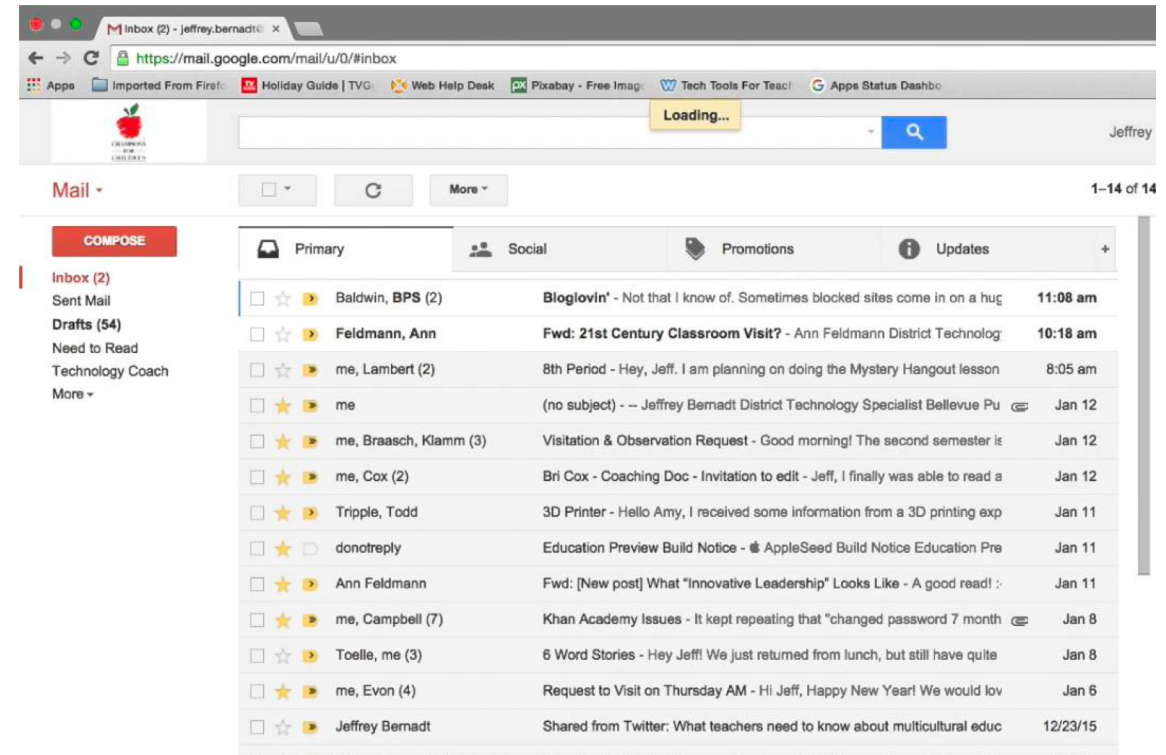 Inbox (2) - jeffrey.bernadt@ ×
https://mail.google.com/mail/u/0/#inbox
Apps Imported From Firefo Holiday Guide | TVG Web Help Desk Pixabay - Free Imag Tech Tools For Teach Apps Status Dashbo
Loading...
CHAMPIONS
FOR
CHILDREN
Jeffrey
Mail
More
1–14 of 14
COMPOSE
Inbox (2)
Sent Mail
Drafts (54)
Need to Read
Technology Coach
More
Primary Social Promotions Updates +
Baldwin, BPS (2) Bloglovin' - Not that I know of. Sometimes blocked sites come in on a hug 11:08 am
Feldmann, Ann Fwd: 21st Century Classroom Visit? - Ann Feldmann District Technology 10:18 am
me, Lambert (2) 8th Period - Hey, Jeff. I am planning on doing the Mystery Hangout lesson 8:05 am
me (no subject) - -- Jeffrey Bernadt District Technology Specialist Bellevue Pu Jan 12
me, Braasch, Klamm (3) Visitation & Observation Request - Good morning! The second semester is Jan 12
me, Cox (2) Bri Cox - Coaching Doc - Invitation to edit - Jeff, I finally was able to read a Jan 12
Tripple, Todd 3D Printer - Hello Amy, I received some information from a 3D printing exp Jan 11
donotreply Education Preview Build Notice - AppleSeed Build Notice Education Pre Jan 11
Ann Feldmann Fwd: [New post] What "Innovative Leadership" Looks Like - A good read! :- Jan 11
me, Campbell (7) Khan Academy Issues - It kept repeating that "changed password 7 month Jan 8
Toelle, me (3) 6 Word Stories - Hey Jeff! We just returned from lunch, but still have quite Jan 8
me, Evon (4) Request to Visit on Thursday AM - Hi Jeff, Happy New Year! We would lov Jan 6
Jeffrey Bernadt Shared from Twitter: What teachers need to know about multicultural educ 12/23/15